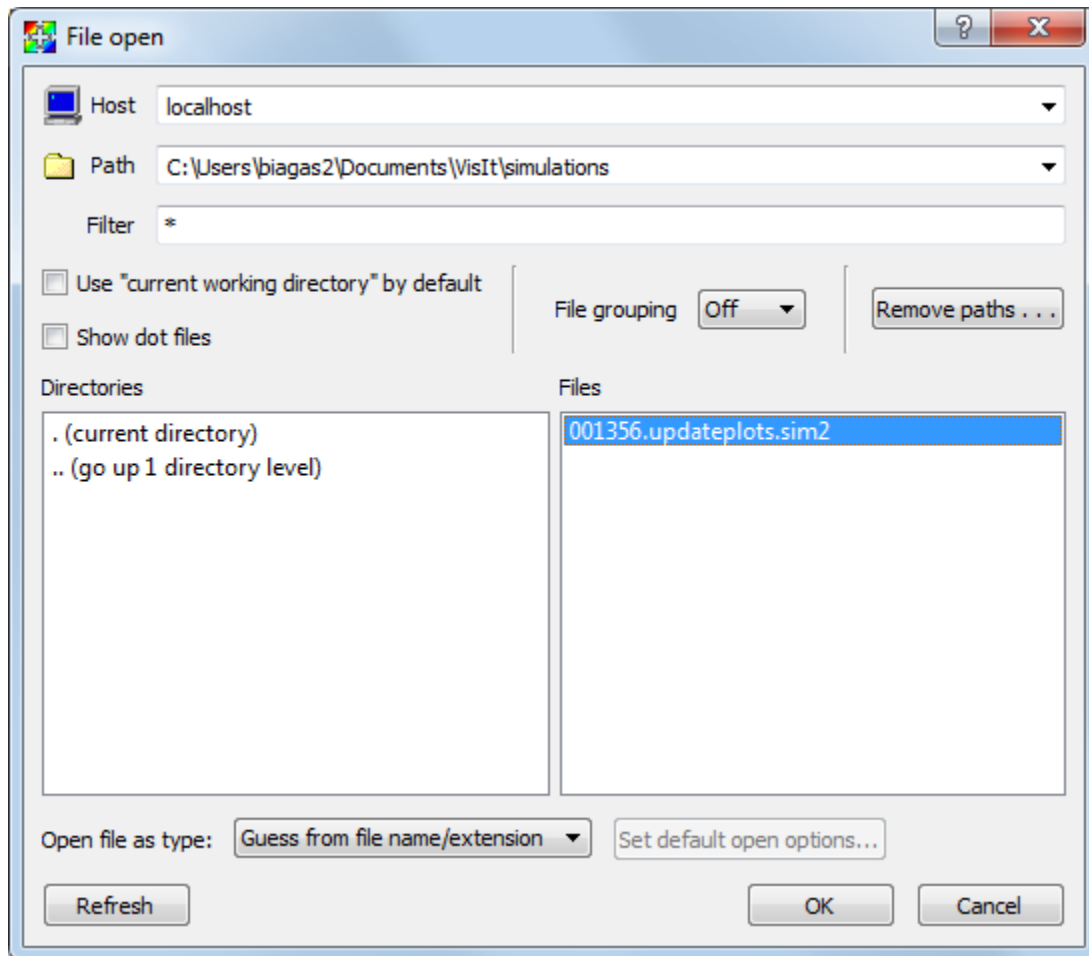 File open
?
Host localhost
Path C:\Users\biagas2\Documents\VisIt\simulations
Filter *
Use "current working directory" by default
Show dot files
File grouping Off
Remove paths . . .
Directories
. (current directory)
.. (go up 1 directory level)
Files
001356.updateplots.sim2
Open file as type: Guess from file name/extension
Set default open options...
Refresh
OK
Cancel